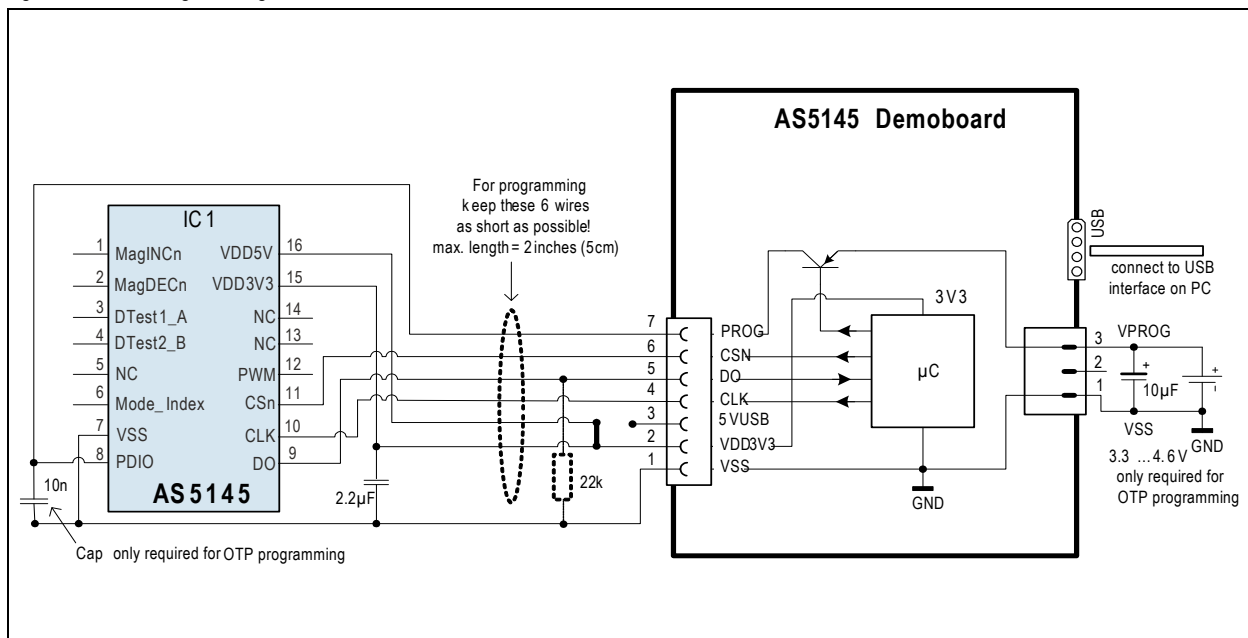 AS5145 Demoboard
For programming
keep these 6 wires
as short as possible!
max. length = 2 inches (5cm)
IC1
1 MagINCn
2 MagDECn
3 DTest1_A
4 DTest2_B
5 NC
6 Mode_Index
7 VSS
8 PDIO
VDD5V 16
VDD3V3 15
NC 14
NC 13
PWM 12
CSn 11
CLK 10
DO 9
AS5145
10n
Cap only required for OTP programming
2.2µF
22k
7 PROG
6 CSN
5 DO
4 CLK
3 5VUSB
2 VDD3V3
1 VSS
3V3
µC
GND
USB
connect to USB
interface on PC
3
2
1
VPROG
+
10µF
+
-
VSS
GND
3.3 ...4.6V
only required for
OTP programming